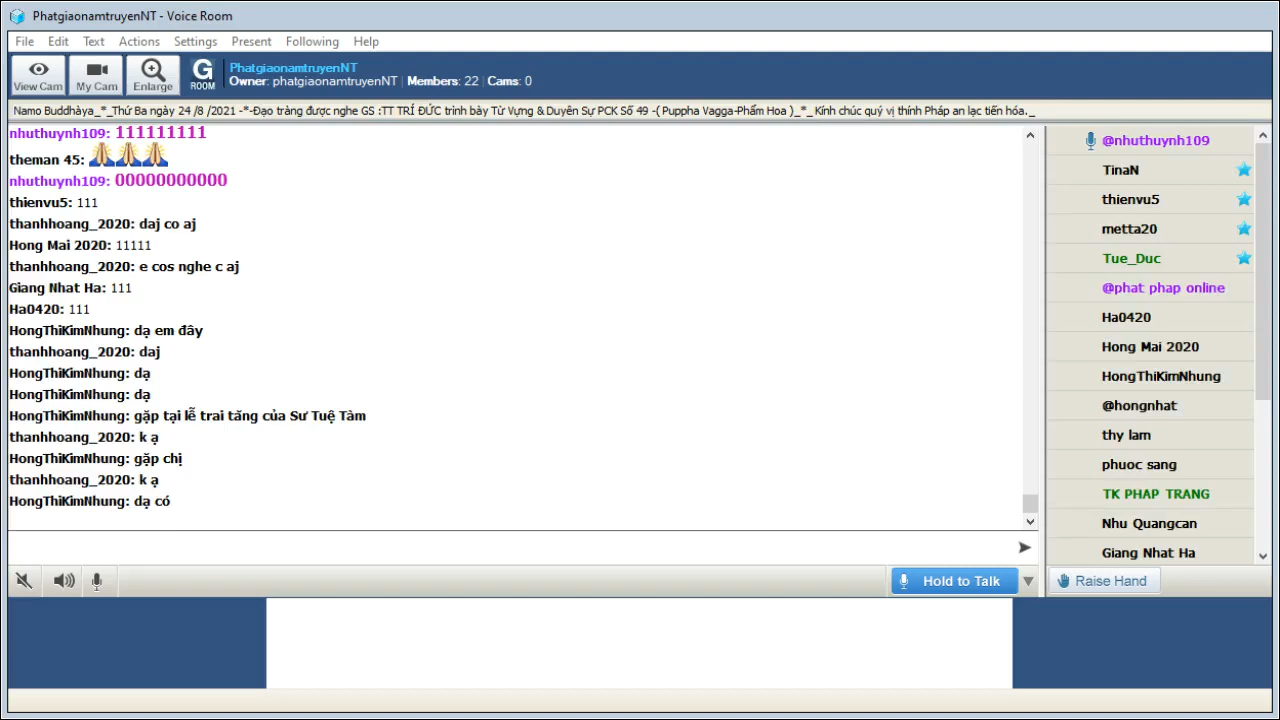 PhatgiaonamtruyenNT - Voice Room
File Edit Text Actions Settings Present Following Help
View Cam My Cam Enlarge G ROOM
PhatgiaonamtruyenNT
Owner: phatgiaonamtruyenNT | Members: 22 | Cams: 0
Namo Buddhàya_*_Thứ Ba ngày 24 /8 /2021 -*-Đạo tràng được nghe GS :TT TRÍ ĐỨC trình bày Từ Vựng & Duyên Sự PCK Số 49 -( Puppha Vagga-Phẩm Hoa )_*_ Kính chúc quý vị thính Pháp an lạc tiến hóa._
nhuthuynh109: 111111111
theman 45: 🙏🙏🙏
nhuthuynh109: 00000000000
thienvu5: 111
thanhhoang_2020: daj co aj
Hong Mai 2020: 11111
thanhhoang_2020: e cos nghe c aj
Giang Nhat Ha: 111
Ha0420: 111
HongThiKimNhung: dạ em đây
thanhhoang_2020: daj
HongThiKimNhung: dạ
HongThiKimNhung: dạ
HongThiKimNhung: gặp tại lễ trai tăng của Sư Tuệ Tàm
thanhhoang_2020: k ạ
HongThiKimNhung: gặp chị
thanhhoang_2020: k ạ
HongThiKimNhung: dạ có
@nhuthuynh109
TinaN
thienvu5
metta20
Tue_Duc
@phat phap online
Ha0420
Hong Mai 2020
HongThiKimNhung
@hongnhat
thy lam
phuoc sang
TK PHAP TRANG
Nhu Quangcan
Giang Nhat Ha
Hold to Talk
Raise Hand